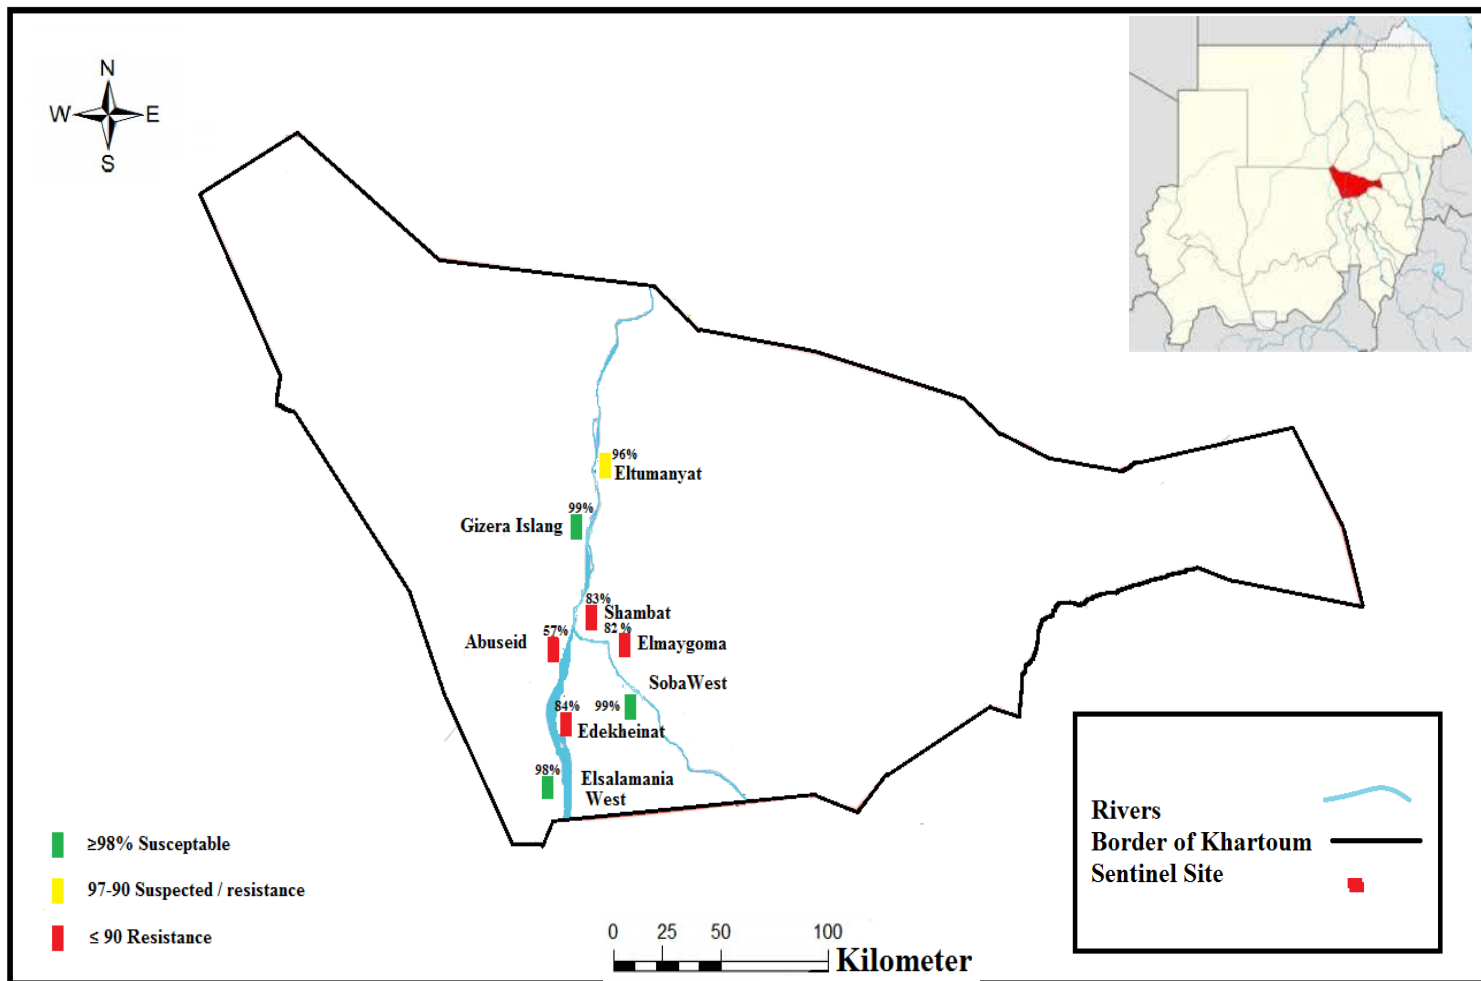 N
W E
S
96%
Eltumanyat
99%
Gizera Islang
83%
Shambat
82 %
57%
Abuseid
Elmaygoma
SobaWest
84%
99%
Edekheinat
98%
Elsalamania
West
≥98% Susceptable
97-90 Suspected / resistance
≤ 90 Resistance
0 25 50 100
Kilometer
Rivers
Border of Khartoum
Sentinel Site